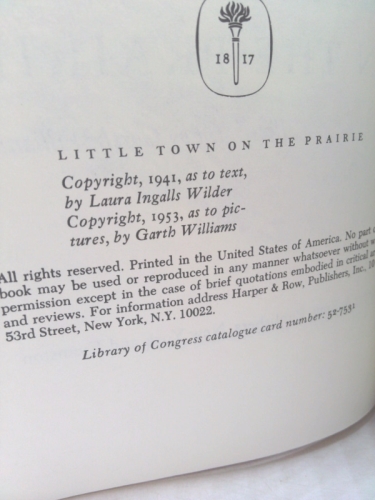 18 17
LITTLE TOWN ON THE PRAIRIE
Copyright, 1941, as to text,
by Laura Ingalls Wilder
Copyright, 1953, as to pic-
tures, by Garth Williams
All rights reserved. Printed in the United States of America. No part
book may be used or reproduced in any manner whatsoever without
permission except in the case of brief quotations embodied in critical
and reviews. For information address Harper & Row, Publishers, Inc.,
53rd Street, New York, N.Y. 10022.
Library of Congress catalogue card number: 52-7531